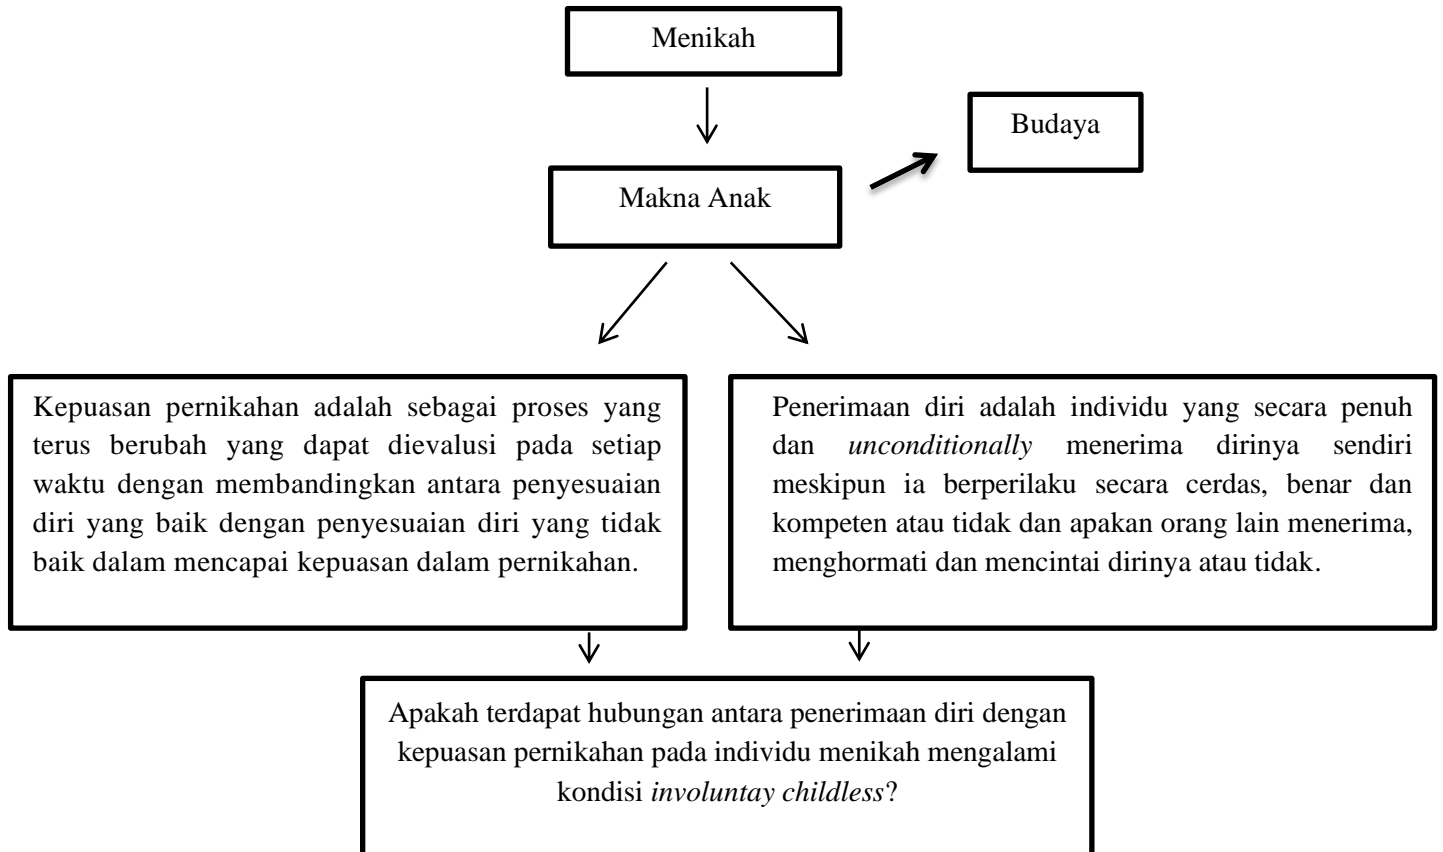 Menikah
Budaya
Makna Anak
Kepuasan pernikahan adalah sebagai proses yang
terus berubah yang dapat dievalusi pada setiap
waktu dengan membandingkan antara penyesuaian
diri yang baik dengan penyesuaian diri yang tidak
baik dalam mencapai kepuasan dalam pernikahan.
Penerimaan diri adalah individu yang secara penuh
dan unconditionally menerima dirinya sendiri
meskipun ia berperilaku secara cerdas, benar dan
kompeten atau tidak dan apakan orang lain menerima,
menghormati dan mencintai dirinya atau tidak.
Apakah terdapat hubungan antara penerimaan diri dengan
kepuasan pernikahan pada individu menikah mengalami
kondisi involuntay childless?